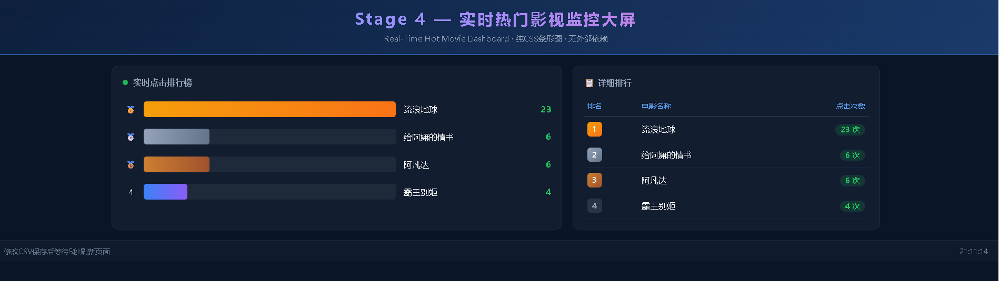 Stage 4 — 实时热门影视监控大屏
Real-Time Hot Movie Dashboard · 纯CSS条形图 · 无外部依赖
实时点击排行榜
1 流浪地球 23
2 给阿嫲的情书 6
3 阿凡达 6
4 霸王别姬 4
详细排行
排名 电影名称 点击次数
1 流浪地球 23 次
2 给阿嫲的情书 6 次
3 阿凡达 6 次
4 霸王别姬 4 次
修改CSV保存后等待5秒刷新页面
21:11:14